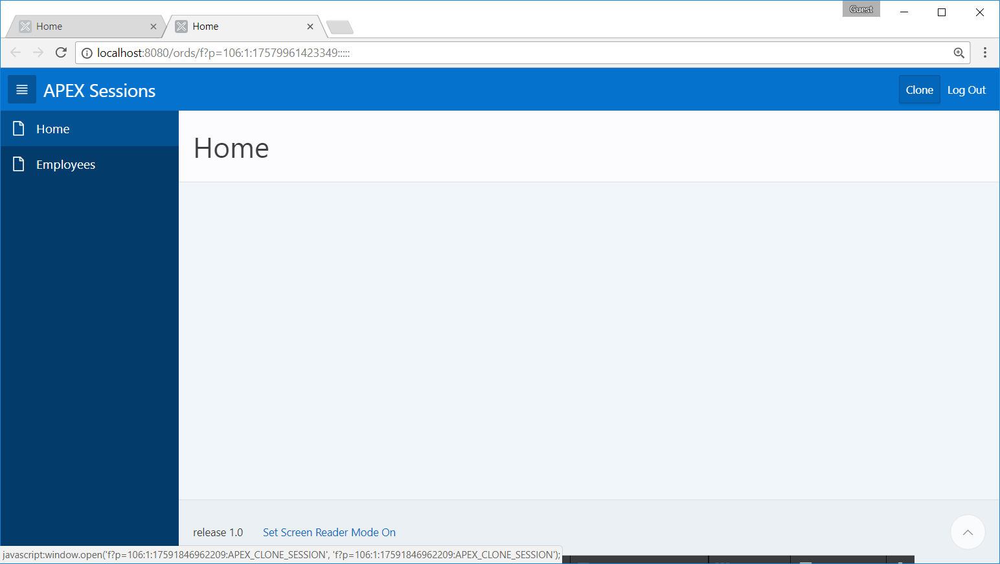 Guest
Home
Home
localhost:8080/ords/f?p=106:1:17579961423349:::::
APEX Sessions
Clone
Log Out
Home
Employees
Home
release 1.0
Set Screen Reader Mode On
javascript:window.open('f?p=106:1:17591846962209:APEX_CLONE_SESSION', 'f?p=106:1:17591846962209:APEX_CLONE_SESSION');